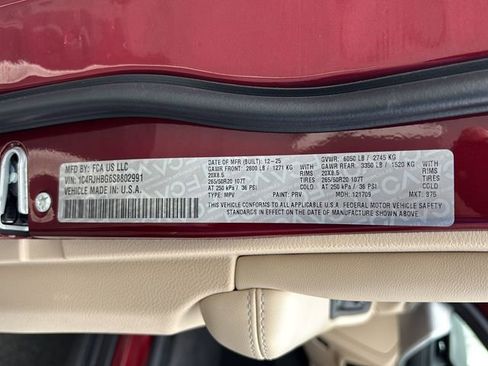 MFD BY: FCA US LLC
VIN: 1C4RJHBG6S8802991
VEHICLE MADE IN: U.S.A.
DATE OF MFR (BUILT): 12-25
GAWR FRONT: 2800 LB / 1271 KG
WITH TIRES
RIMS
20X8.5
265/50R20 107T
AT 250 kPa / 36 PSI
TYPE: MPV
PAINT: PRV
GVWR: 6050 LB / 2745 KG
GAWR REAR: 3350 LB / 1520 KG
WITH TIRES
RIMS
20X8.5
265/50R20 107T
AT 250 kPa / 36 PSI
MDH: 121709
MXT: 975
THIS VEHICLE CONFORMS TO ALL APPLICABLE U.S.A. FEDERAL MOTOR VEHICLE SAFETY
STANDARDS IN EFFECT ON THE DATE OF MANUFACTURE SHOWN ABOVE.